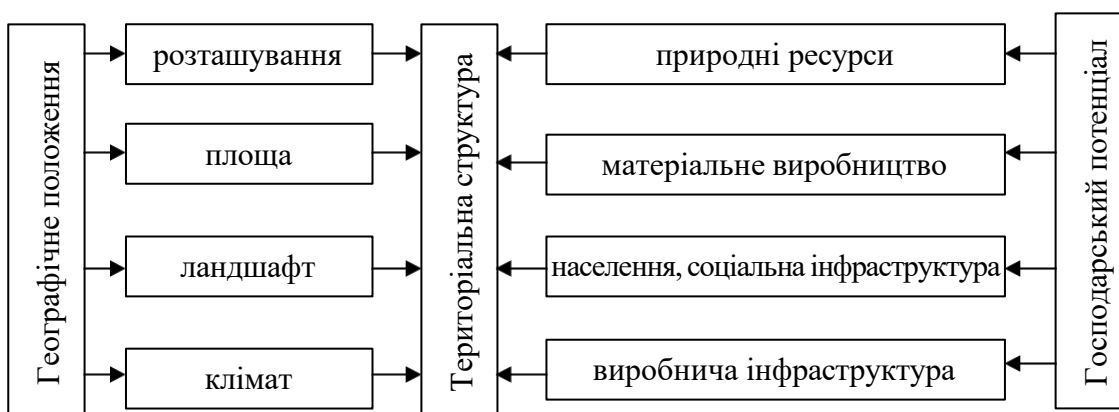 Географічне положення
розташування
площа
ландшафт
клімат
Територіальна структура
природні ресурси
матеріальне виробництво
населення, соціальна інфраструктура
виробнича інфраструктура
Господарський потенціал